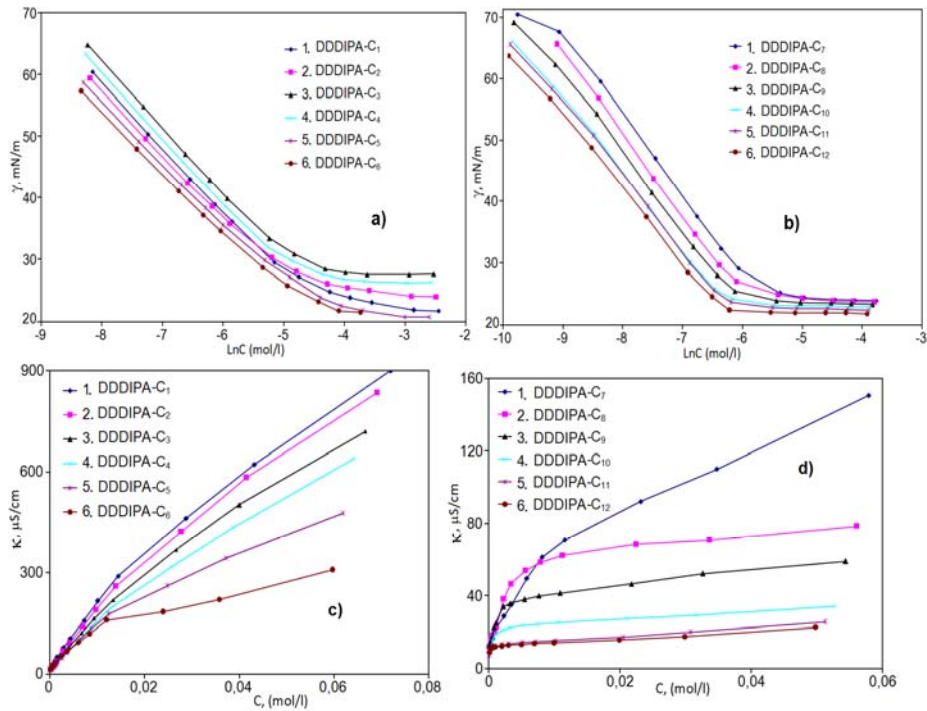 a)
γ, mN/m
70
60
50
40
30
20
-9
-8
-7
-6
-5
-4
-3
-2
LnC (mol/l)
1. DDDIPA-C₁
2. DDDIPA-C₂
3. DDDIPA-C₃
4. DDDIPA-C₄
5. DDDIPA-C₅
6. DDDIPA-C₆
b)
γ, mN/m
70
60
50
40
30
20
-10
-9
-8
-7
-6
-5
-4
-3
LnC (mol/l)
1. DDDIPA-C₇
2. DDDIPA-C₈
3. DDDIPA-C₉
4. DDDIPA-C₁₀
5. DDDIPA-C₁₁
6. DDDIPA-C₁₂
c)
κ, μS/cm
900
600
300
0
0
0,02
0,04
0,06
0,08
C, (mol/l)
1. DDDIPA-C₁
2. DDDIPA-C₂
3. DDDIPA-C₃
4. DDDIPA-C₄
5. DDDIPA-C₅
6. DDDIPA-C₆
d)
κ, μS/cm
160
120
80
40
0
0
0,02
0,04
0,06
C, (mol/l)
1. DDDIPA-C₇
2. DDDIPA-C₈
3. DDDIPA-C₉
4. DDDIPA-C₁₀
5. DDDIPA-C₁₁
6. DDDIPA-C₁₂